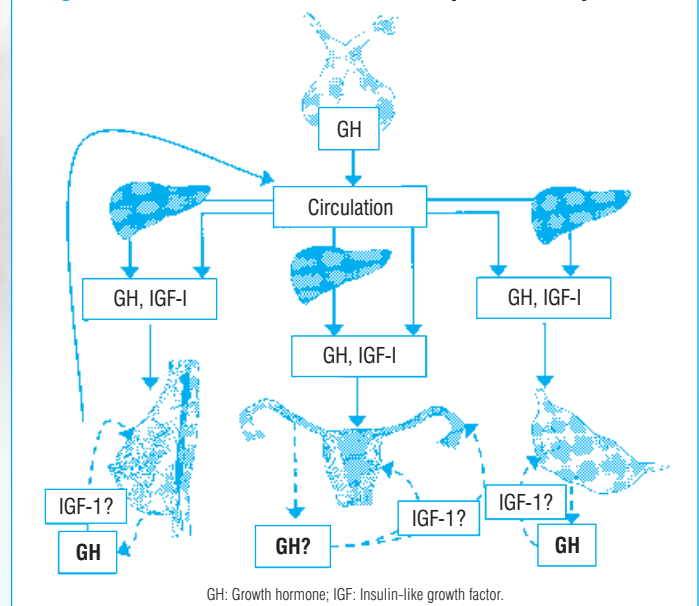 GH
Circulation
GH, IGF-I
GH, IGF-I
GH, IGF-I
IGF-1?
IGF-1?
IGF-1?
GH
GH?
GH
GH: Growth hormone; IGF: Insulin-like growth factor.